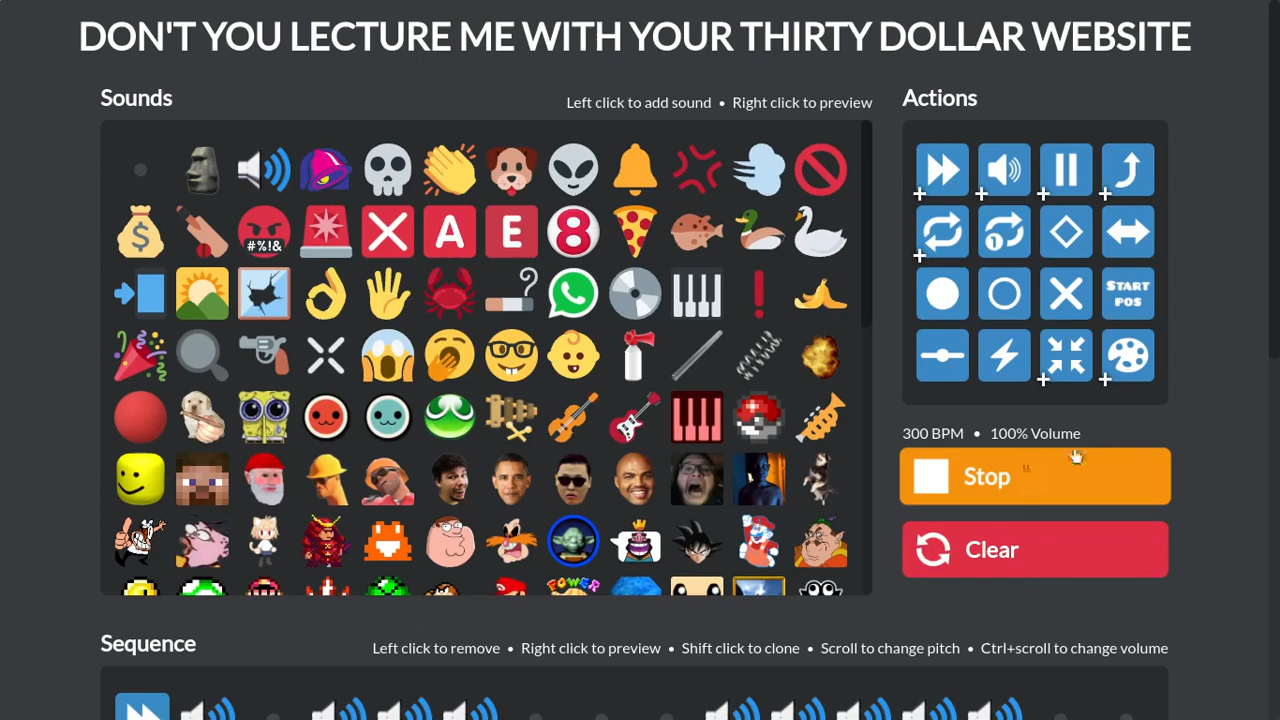 DON'T YOU LECTURE ME WITH YOUR THIRTY DOLLAR WEBSITE
Sounds
Left click to add sound • Right click to preview
Actions
#%!&
A
E
8
?
1
START
POS
300 BPM • 100% Volume
Stop
Clear
POWER
Sequence
Left click to remove • Right click to preview • Shift click to clone • Scroll to change pitch • Ctrl+scroll to change volume